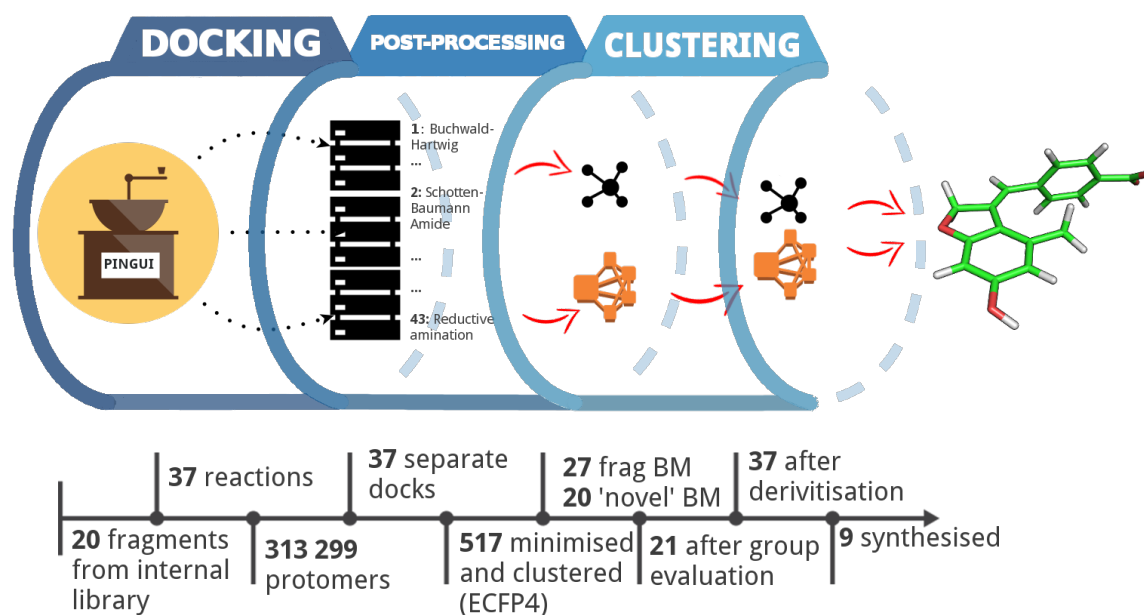 DOCKING
POST-PROCESSING
CLUSTERING
PINGUI
1: Buchwald-
Hartwig
...
2: Schotten-
Baumann
Amide
...
...
43: Reductive
amination
37 reactions
37 separate
docks
27 frag BM
20 'novel' BM
37 after
derivitisation
20 fragments
from internal
library
313 299
protomers
517 minimised
and clustered
(ECFP4)
21 after group
evaluation
9 synthesised